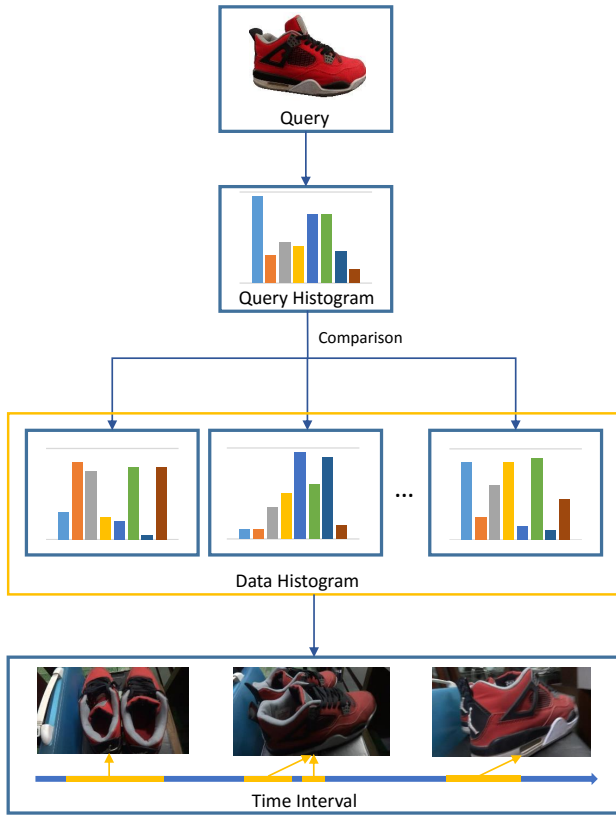 Query
Query Histogram
Comparison
...
Data Histogram
Time Interval